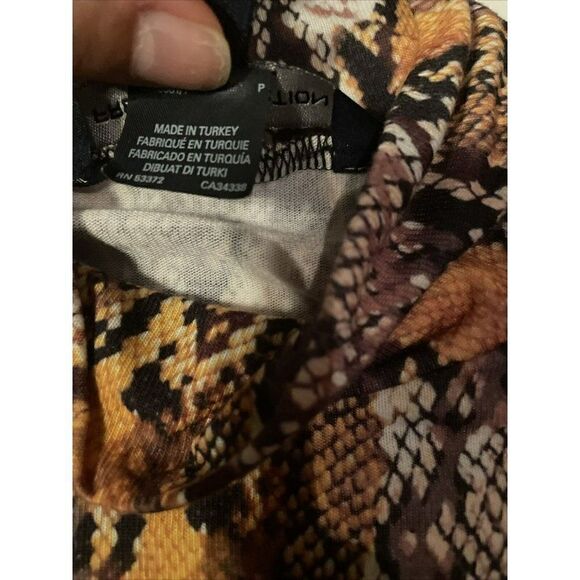 P
MADE IN TURKEY
FABRIQUÉ EN TURQUIE
FABRICADO EN TURQUÍA
DIBUAT DI TURKI
RN 53372 CA34338